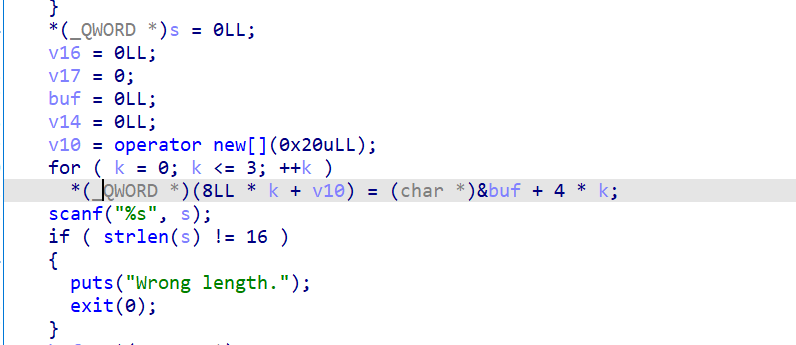 }
*(_QWORD *)s = 0LL;
v16 = 0LL;
v17 = 0;
buf = 0LL;
v14 = 0LL;
v10 = operator new[](0x20uLL);
for ( k = 0; k <= 3; ++k )
*(_QWORD *)(8LL * k + v10) = (char *)&buf + 4 * k;
scanf("%s", s);
if ( strlen(s) != 16 )
{
puts("Wrong length.");
exit(0);
}